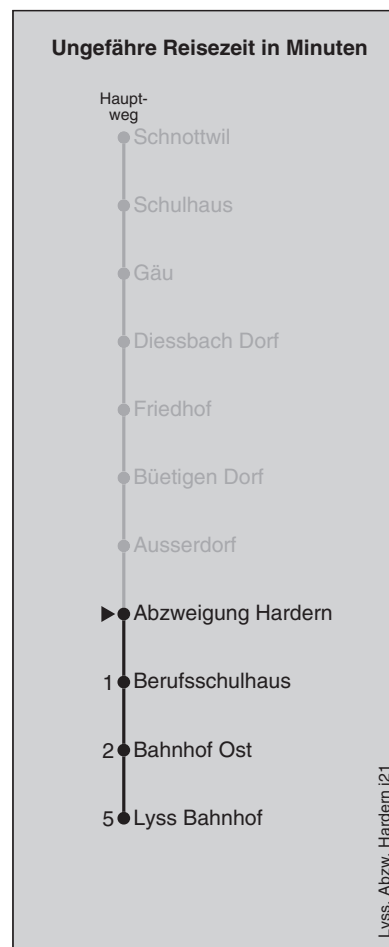 Ungefähre Reisezeit in Minuten
Haupt-
weg
Schnottwil
Schulhaus
Gäu
Diessbach Dorf
Friedhof
Büetigen Dorf
Ausserdorf
Abzweigung Hardern
1 Berufsschulhaus
2 Bahnhof Ost
5 Lyss Bahnhof
Lyss, Abzw. Hardern j21